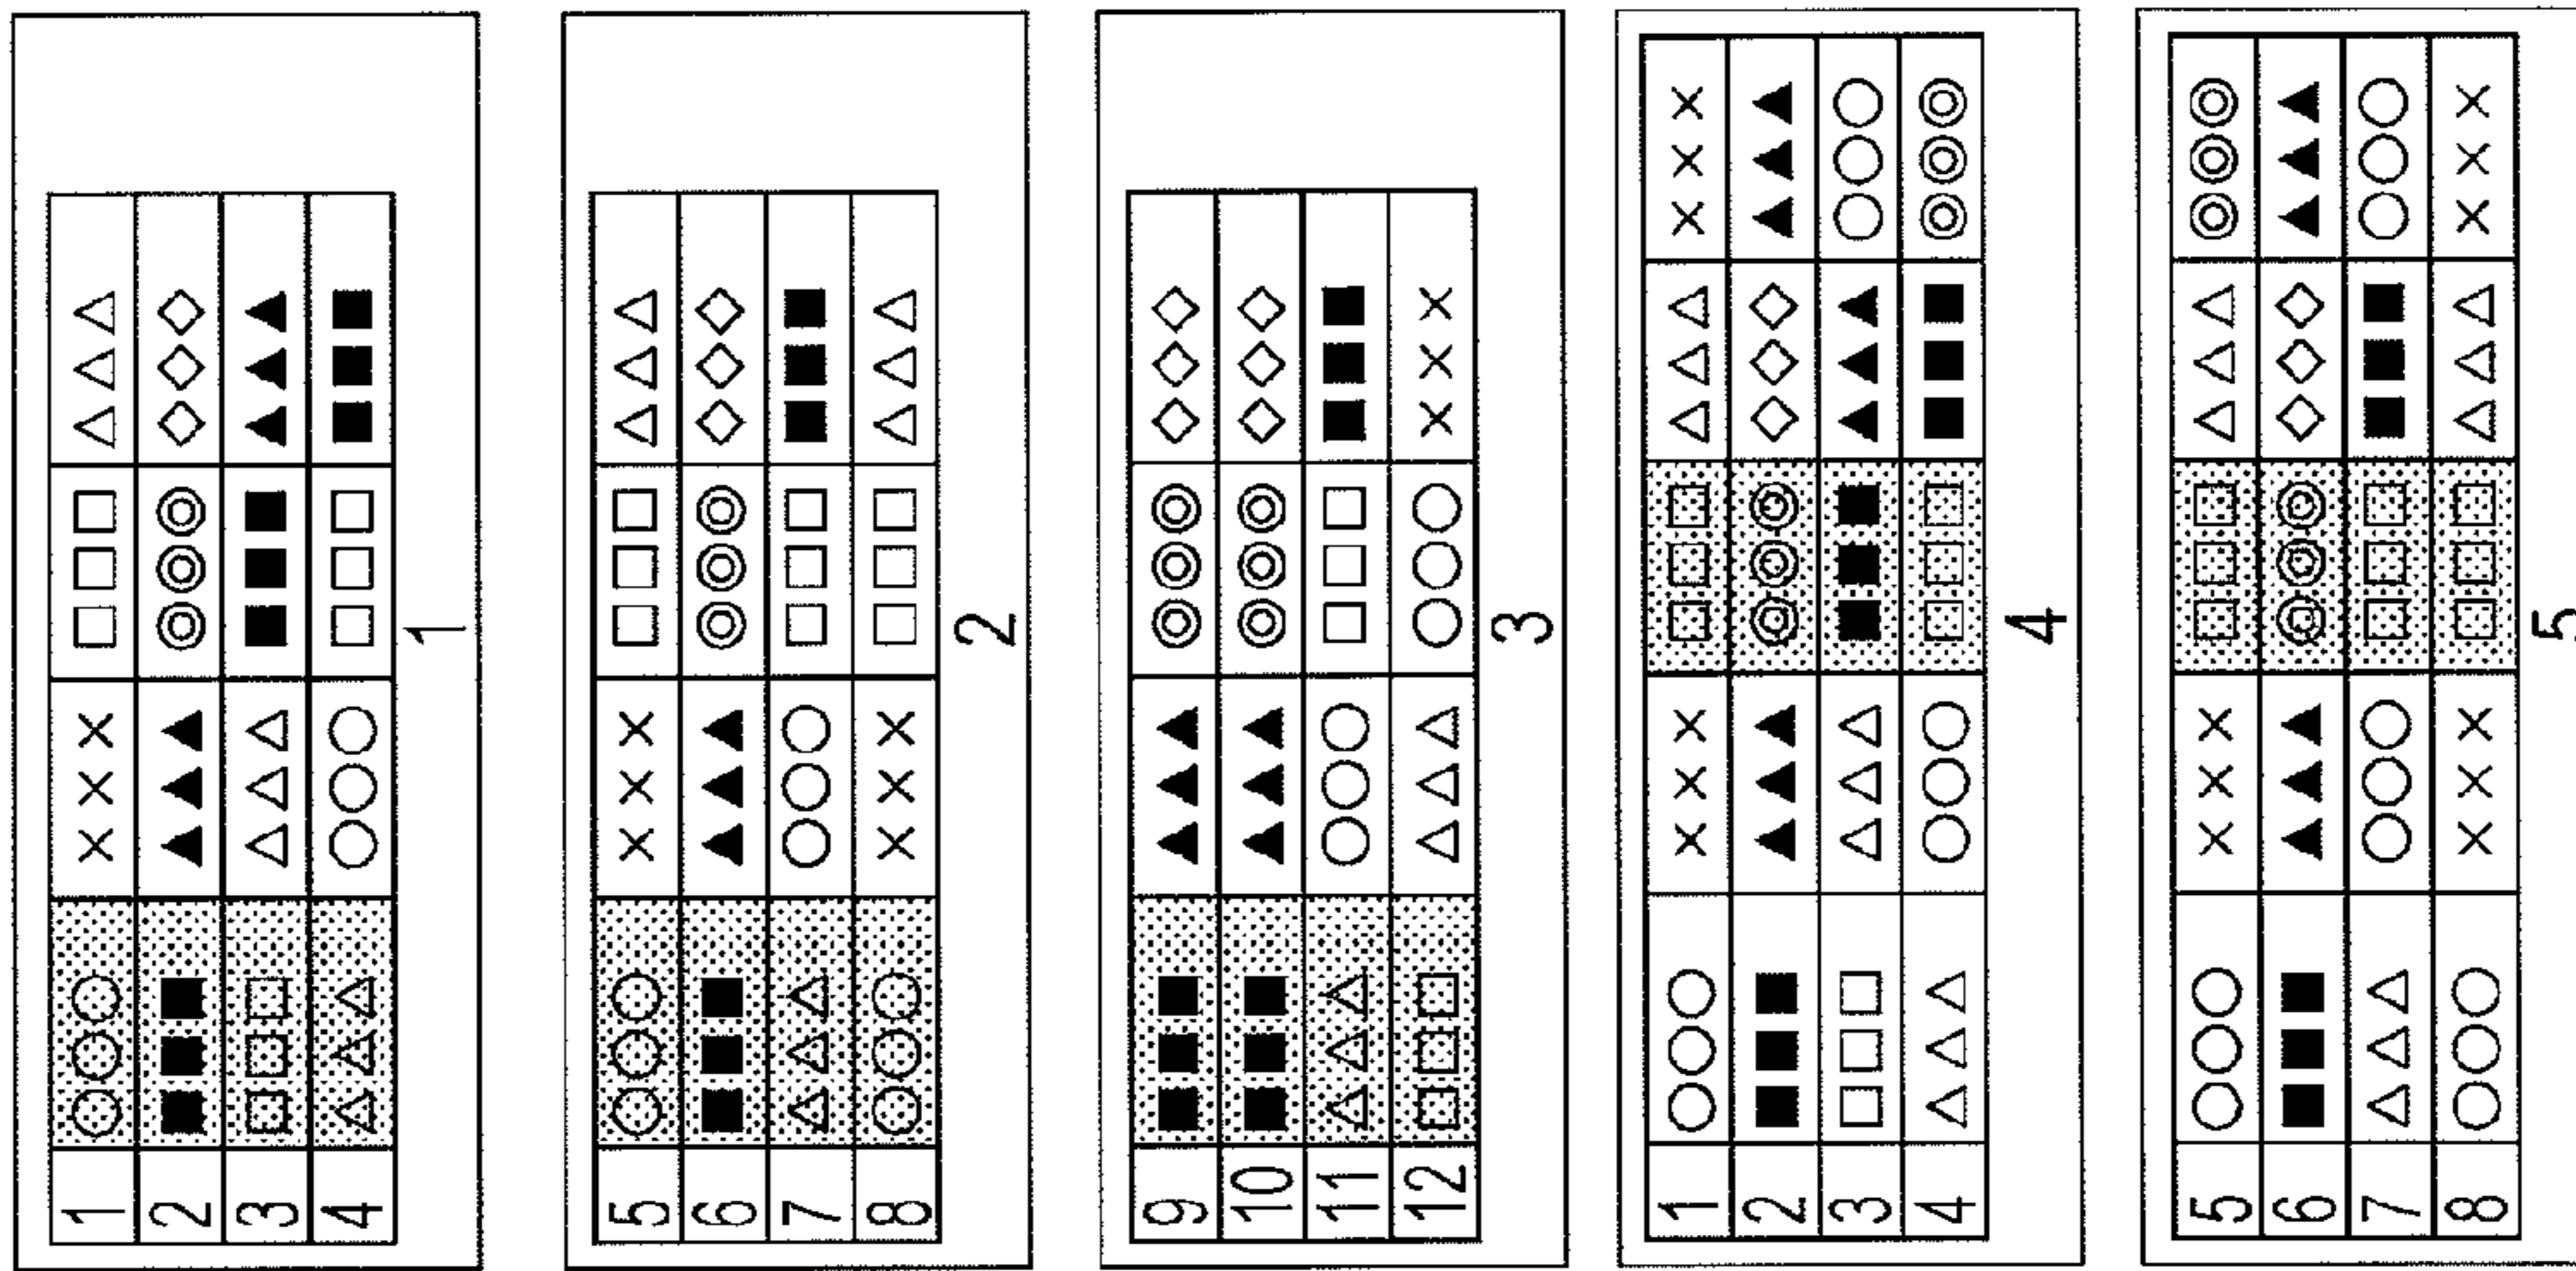 1 ○○○ ××× □□□ △△△
2 ■■■ ▲▲▲ ◎◎◎ ◇◇◇
3 □□□ △△△ ■■■ ▲▲▲
4 △△△ ○○○ □□□ ■■■
1
5 ○○○ ××× □□□ △△△
6 ■■■ ▲▲▲ ◎◎◎ ◇◇◇
7 △△△ ○○○ □□□ ■■■
8 ○○○ ××× □□□ △△△
2
9 ■■■ ▲▲▲ ◎◎◎ ◇◇◇
10 ■■■ ▲▲▲ ◎◎◎ ◇◇◇
11 △△△ ○○○ □□□ ■■■
12 □□□ △△△ ○○○ ×××
3
1 ○○○ ××× □□□ △△△ ×××
2 ■■■ ▲▲▲ ◎◎◎ ◇◇◇ ▲▲▲
3 □□□ △△△ ■■■ ▲▲▲ ○○○
4 △△△ ○○○ □□□ ■■■ ◎◎◎
4
5 ○○○ ××× □□□ △△△ ◎◎◎
6 ■■■ ▲▲▲ ◎◎◎ ◇◇◇ ▲▲▲
7 △△△ ○○○ □□□ ■■■ ○○○
8 ○○○ ××× □□□ △△△ ×××
5